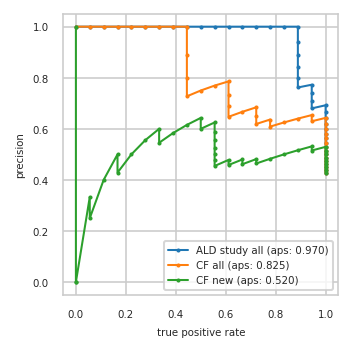 1.0
0.8
0.6
0.4
0.2
0.0
precision
ALD study all (aps: 0.970)
CF all (aps: 0.825)
CF new (aps: 0.520)
0.0 0.2 0.4 0.6 0.8 1.0
true positive rate